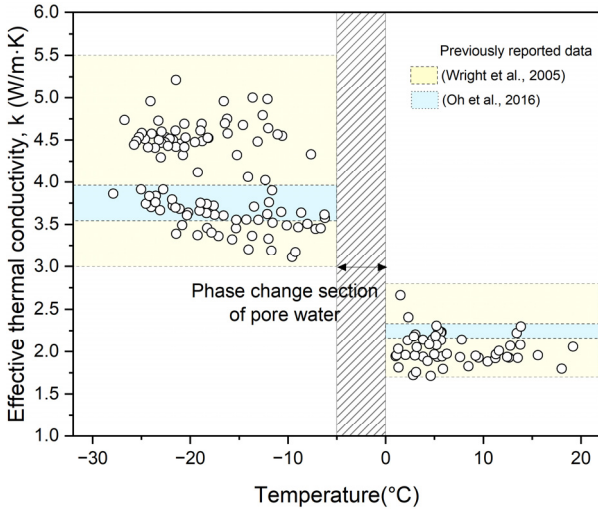 Effective thermal conductivity, k (W/m·K)
6.0
5.5
5.0
4.5
4.0
3.5
3.0
2.5
2.0
1.5
1.0
Previously reported data
(Wright et al., 2005)
(Oh et al., 2016)
Phase change section
of pore water
−30
−20
−10
0
10
20
Temperature(°C)